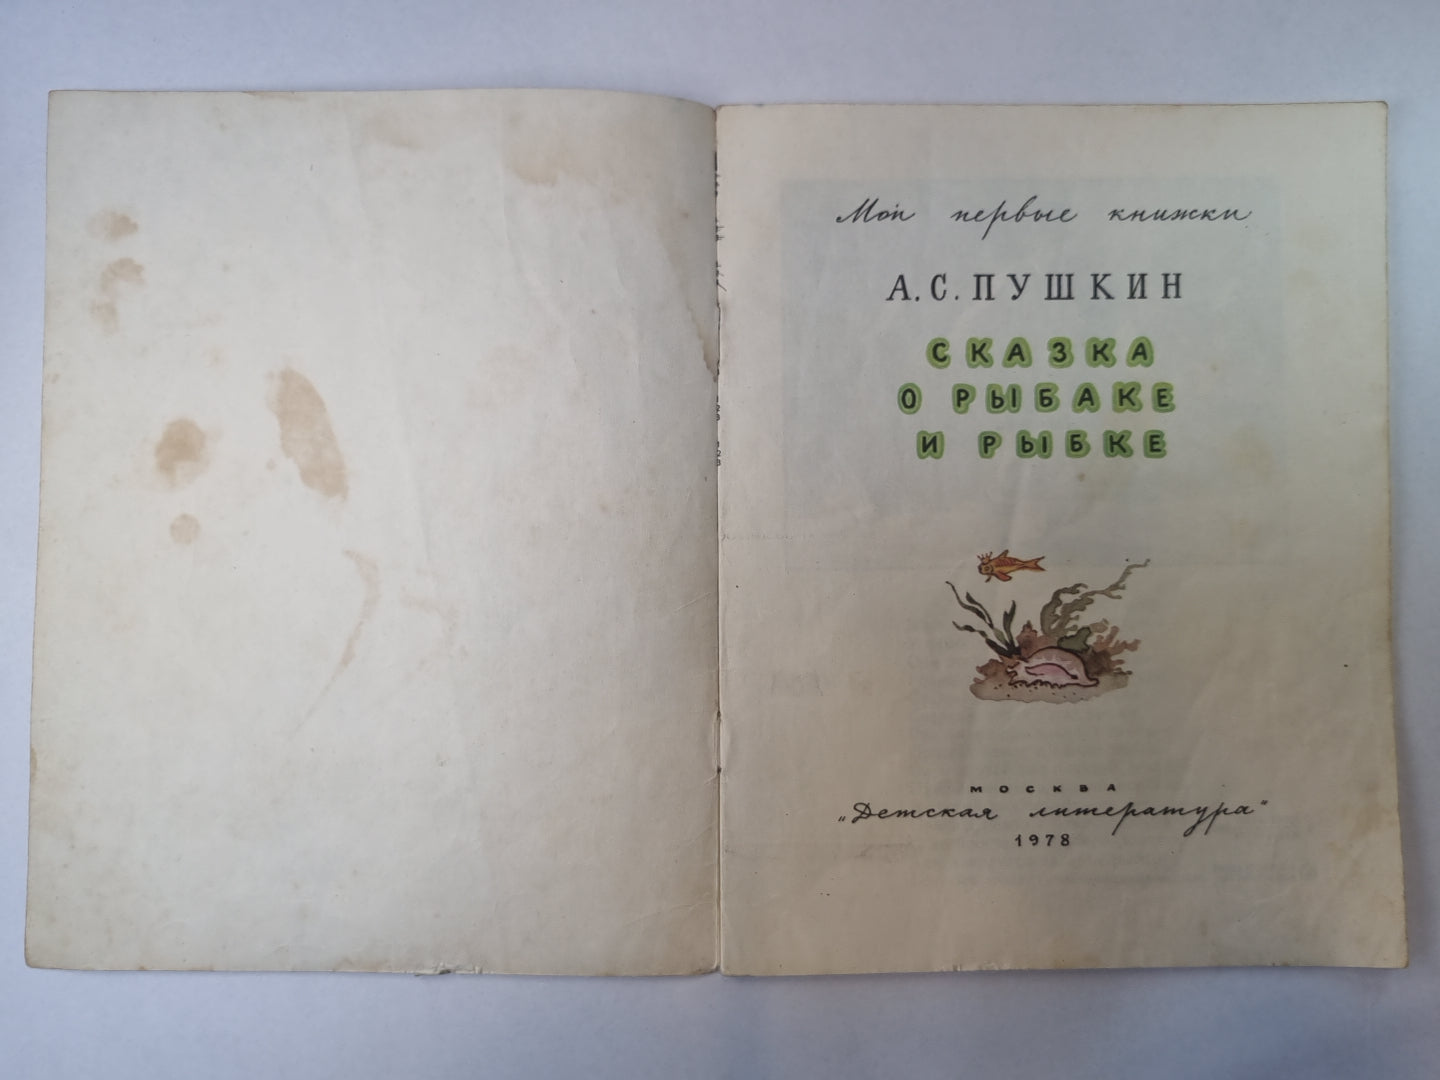 Мои первые книжки
А. С. ПУШКИН
СКАЗКА
О РЫБАКЕ
И РЫБКЕ
МОСКВА
„Детская литература"
1978